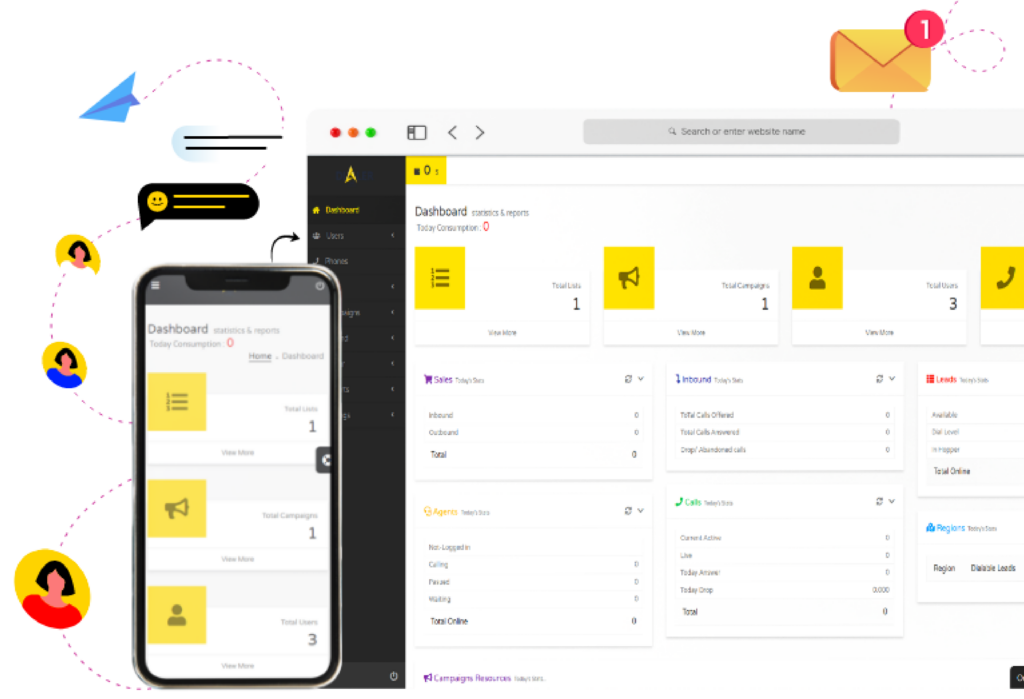 1
Search or enter website name
0 s
Dashboard
Users
Phones
Dashboard statistics & reports
Today Consumption : 0
Total Lists
1
View More
Total Campaigns
1
View More
Total Users
3
View More
Sales Today's Stats
Inbound 0
Outbound 0
Total 0
Inbound Today's Stats
Total Calls Offered 0
Total Calls Answered 0
Drop/ Abandoned calls 0
Leads Today's Stats
Available
Dial Level
In Hopper
Total Online
Agents Today's Stats
Not-Logged in
Calling 0
Paused 0
Waiting 0
Total Online 0
Calls Today's Stats
Current Active 0
Live 0
Today Answer 0
Today Drop 0.000
Total 0
Regions Today's Stats
Region Dialable Leads
Campaigns Resources Today's Stats.
Dashboard statistics & reports
Today Consumption : 0
Home . Dashboard
Total Lists
1
View More
Total Campaigns
1
View More
Total Users
3
View More